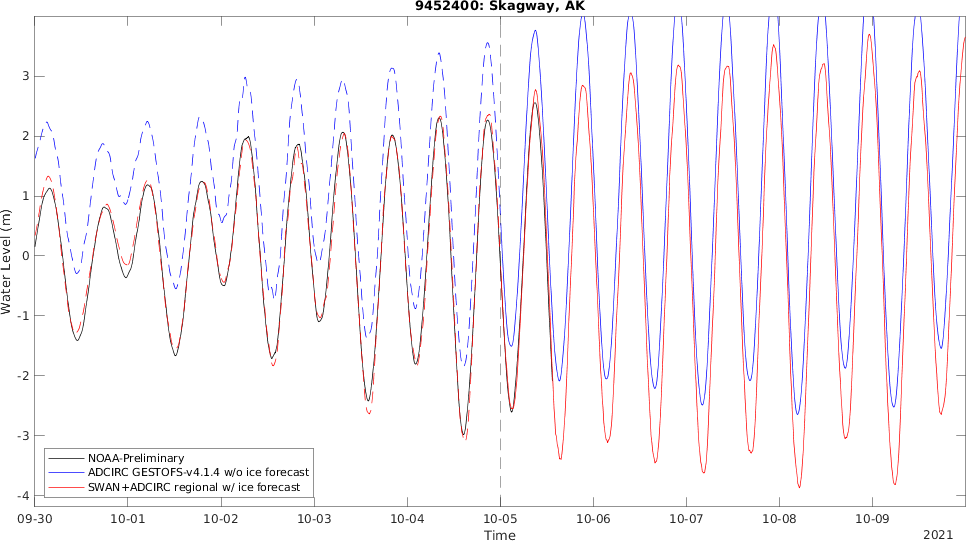 9452400: Skagway, AK
Water Level (m)
3
2
1
0
-1
-2
-3
-4
NOAA-Preliminary
ADCIRC GESTOFS-v4.1.4 w/o ice forecast
SWAN+ADCIRC regional w/ ice forecast
09-30 10-01 10-02 10-03 10-04 10-05 10-06 10-07 10-08 10-09
Time
2021